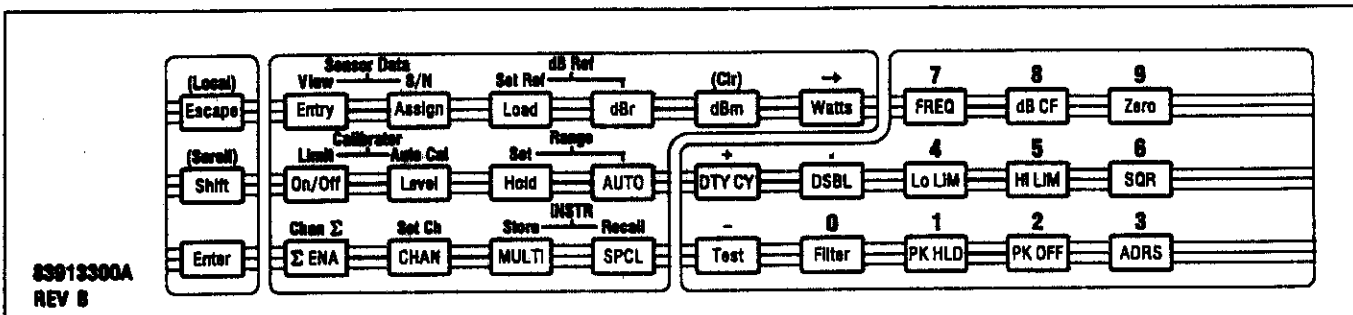 Sensor Data dB Ref
(Local) View S/N Set Ref (Clr) → 7 8 9
Escape Entry Assign Load dBr dBm Watts FREQ dB CF Zero
Calibrator Range
(Scroll) Limit Auto Cal Set + . 4 5 6
Shift On/Off Level Hold AUTO DTY CY DSBL Lo LIM HI LIM SQR
INSTR
Chan Σ Set Ch Store Recall - 0 1 2 3
Enter Σ ENA CHAN MULTI SPCL Test Filter PK HLD PK OFF ADRS
83913300A
REV B